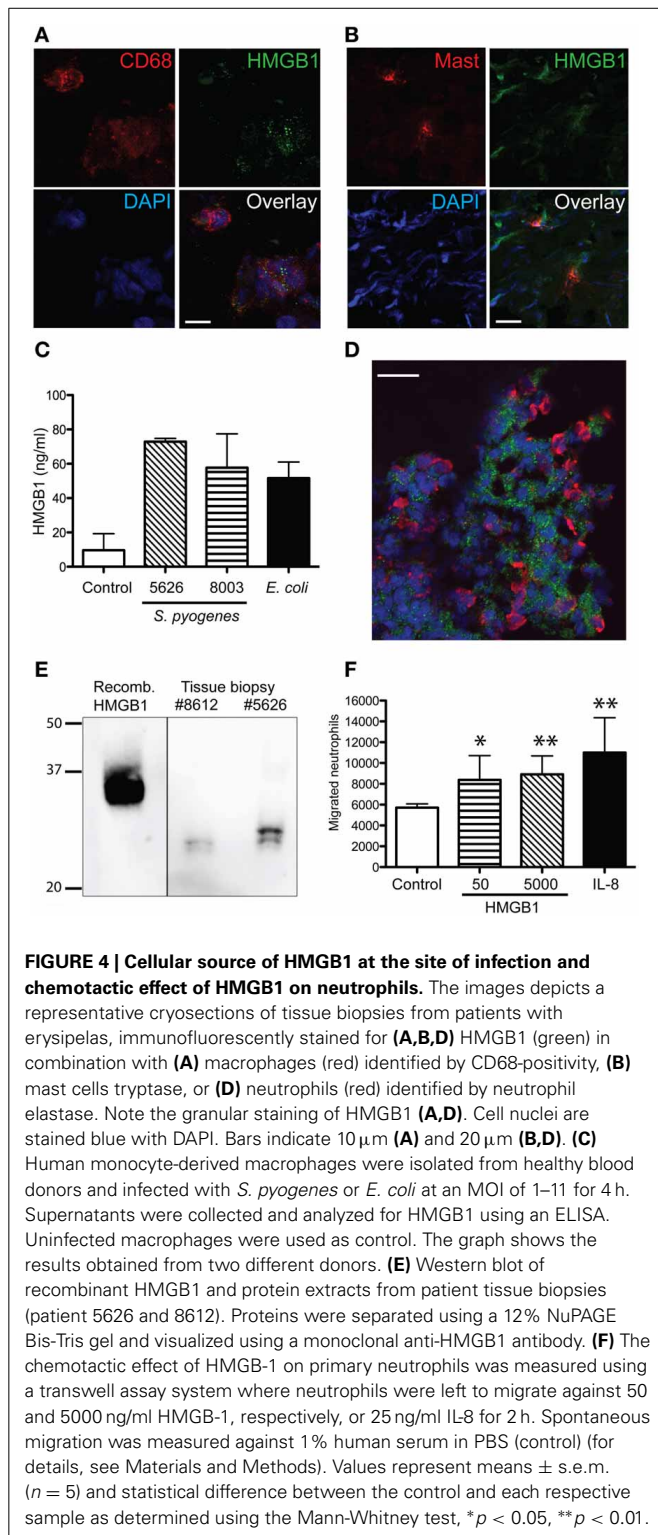 A
CD68
HMGB1
DAPI
Overlay
B
Mast
HMGB1
DAPI
Overlay
C
HMGB1 (ng/ml)
100
80
60
40
20
0
Control
5626
8003
E. coli
S. pyogenes
D
E
Recomb.
HMGB1
Tissue biopsy
#8612
#5626
50
37
20
F
Migrated neutrophils
16000
14000
12000
10000
8000
6000
4000
2000
0
*
**
**
Control
50
5000
IL-8
HMGB1
FIGURE 4 | Cellular source of HMGB1 at the site of infection and
chemotactic effect of HMGB1 on neutrophils. The images depicts a
representative cryosections of tissue biopsies from patients with
erysipelas, immunofluorescently stained for (A,B,D) HMGB1 (green) in
combination with (A) macrophages (red) identified by CD68-positivity, (B)
mast cells tryptase, or (D) neutrophils (red) identified by neutrophil
elastase. Note the granular staining of HMGB1 (A,D). Cell nuclei are
stained blue with DAPI. Bars indicate 10 µm (A) and 20 µm (B,D). (C)
Human monocyte-derived macrophages were isolated from healthy blood
donors and infected with S. pyogenes or E. coli at an MOI of 1–11 for 4 h.
Supernatants were collected and analyzed for HMGB1 using an ELISA.
Uninfected macrophages were used as control. The graph shows the
results obtained from two different donors. (E) Western blot of
recombinant HMGB1 and protein extracts from patient tissue biopsies
(patient 5626 and 8612). Proteins were separated using a 12% NuPAGE
Bis-Tris gel and visualized using a monoclonal anti-HMGB1 antibody. (F) The
chemotactic effect of HMGB-1 on primary neutrophils was measured using
a transwell assay system where neutrophils were left to migrate against 50
and 5000 ng/ml HMGB-1, respectively, or 25 ng/ml IL-8 for 2 h. Spontaneous
migration was measured against 1% human serum in PBS (control) (for
details, see Materials and Methods). Values represent means ± s.e.m.
(n = 5) and statistical difference between the control and each respective
sample as determined using the Mann-Whitney test, *p < 0.05, **p < 0.01.